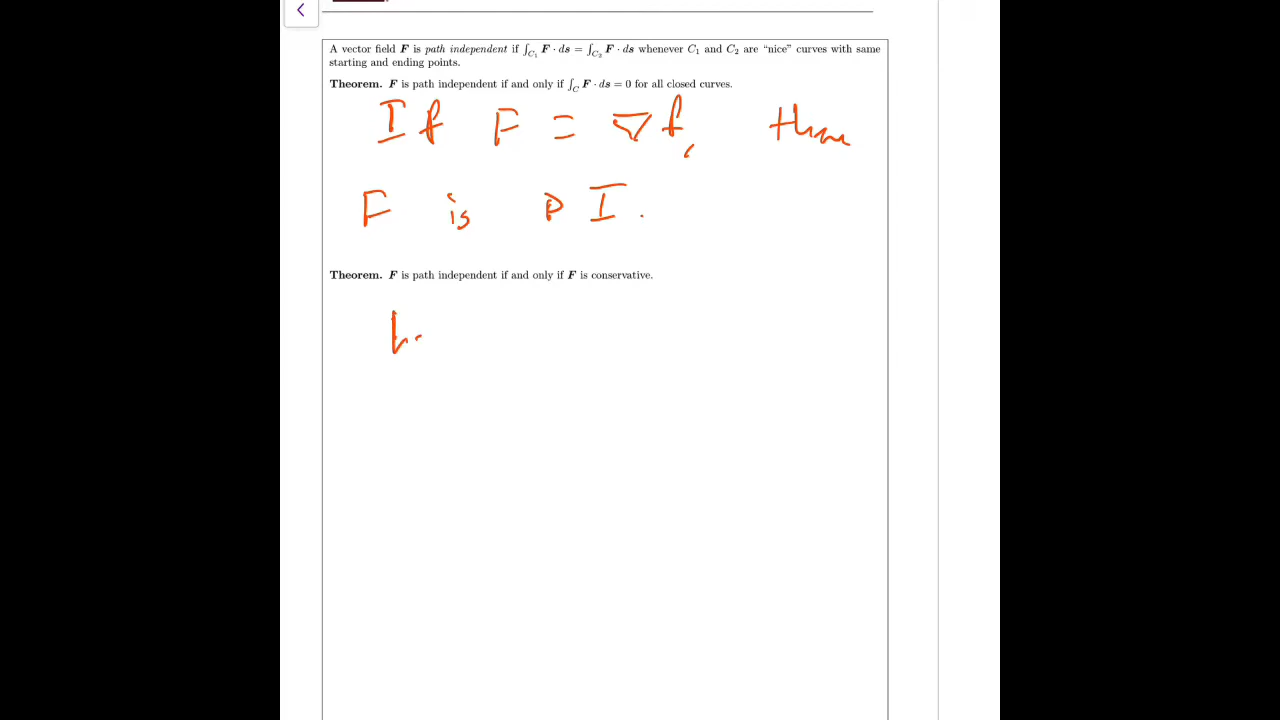 A vector field F is path independent if ∫_{C₁} F · ds = ∫_{C₂} F · ds whenever C₁ and C₂ are “nice” curves with same
starting and ending points.
Theorem. F is path independent if and only if ∫_C F · ds = 0 for all closed curves.
If F = ∇f, then
F is PI.
Theorem. F is path independent if and only if F is conservative.